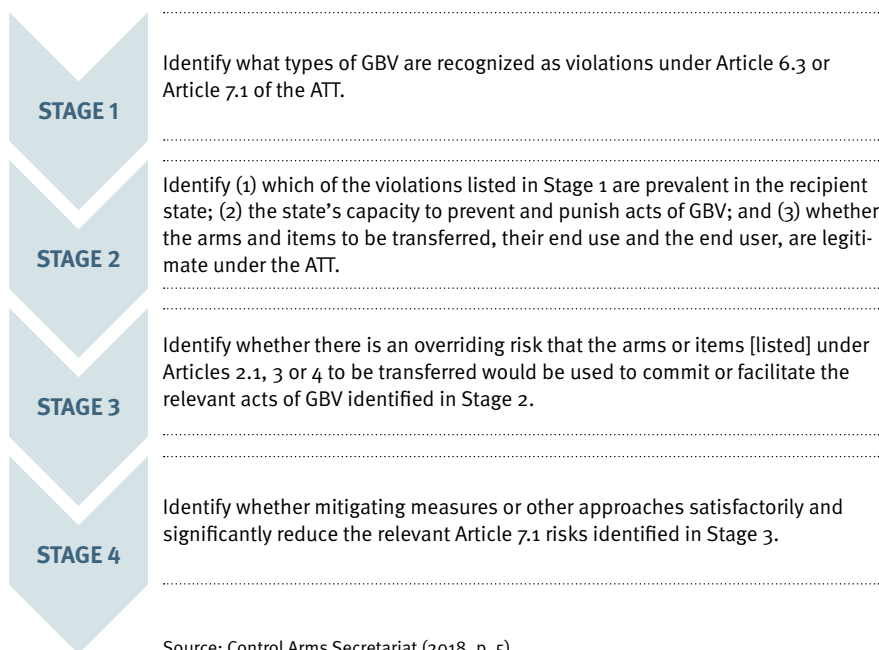 STAGE 1
Identify what types of GBV are recognized as violations under Article 6.3 or
Article 7.1 of the ATT.
STAGE 2
Identify (1) which of the violations listed in Stage 1 are prevalent in the recipient
state; (2) the state’s capacity to prevent and punish acts of GBV; and (3) whether
the arms and items to be transferred, their end use and the end user, are legiti-
mate under the ATT.
STAGE 3
Identify whether there is an overriding risk that the arms or items [listed] under
Articles 2.1, 3 or 4 to be transferred would be used to commit or facilitate the
relevant acts of GBV identified in Stage 2.
STAGE 4
Identify whether mitigating measures or other approaches satisfactorily and
significantly reduce the relevant Article 7.1 risks identified in Stage 3.
Source: Control Arms Secretariat (2018, p. 5)